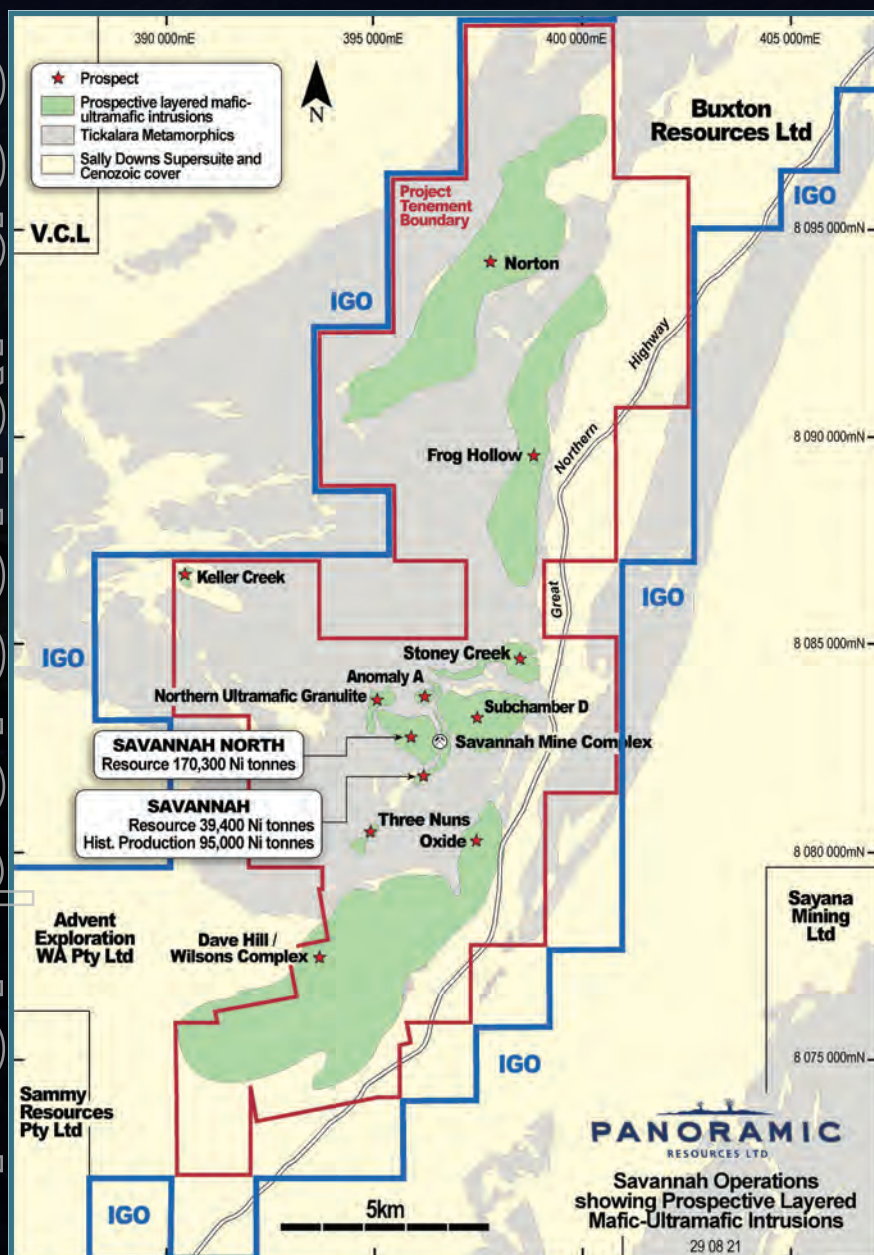 390 000mE
395 000mE
400 000mE
405 000mE
Prospect
Prospective layered mafic-
ultramafic intrusions
Tickalara Metamorphics
Sally Downs Supersuite and
Cenozoic cover
N
Buxton
Resources Ltd
IGO
Project
Tenement
Boundary
V.C.L
8 095 000mN
Norton
IGO
Highway
Northern
Great
8 090 000mN
Frog Hollow
Keller Creek
IGO
IGO
8 085 000mN
Stoney Creek
Anomaly A
Northern Ultramafic Granulite
Subchamber D
SAVANNAH NORTH
Resource 170,300 Ni tonnes
Savannah Mine Complex
SAVANNAH
Resource 39,400 Ni tonnes
Hist. Production 95,000 Ni tonnes
Three Nuns
Oxide
8 080 000mN
Advent
Exploration
WA Pty Ltd
Dave Hill /
Wilsons Complex
Sayana
Mining
Ltd
8 075 000mN
IGO
Sammy
Resources
Pty Ltd
IGO
5km
PANORAMIC
RESOURCES LTD
Savannah Operations
showing Prospective Layered
Mafic-Ultramafic Intrusions
29 08 21